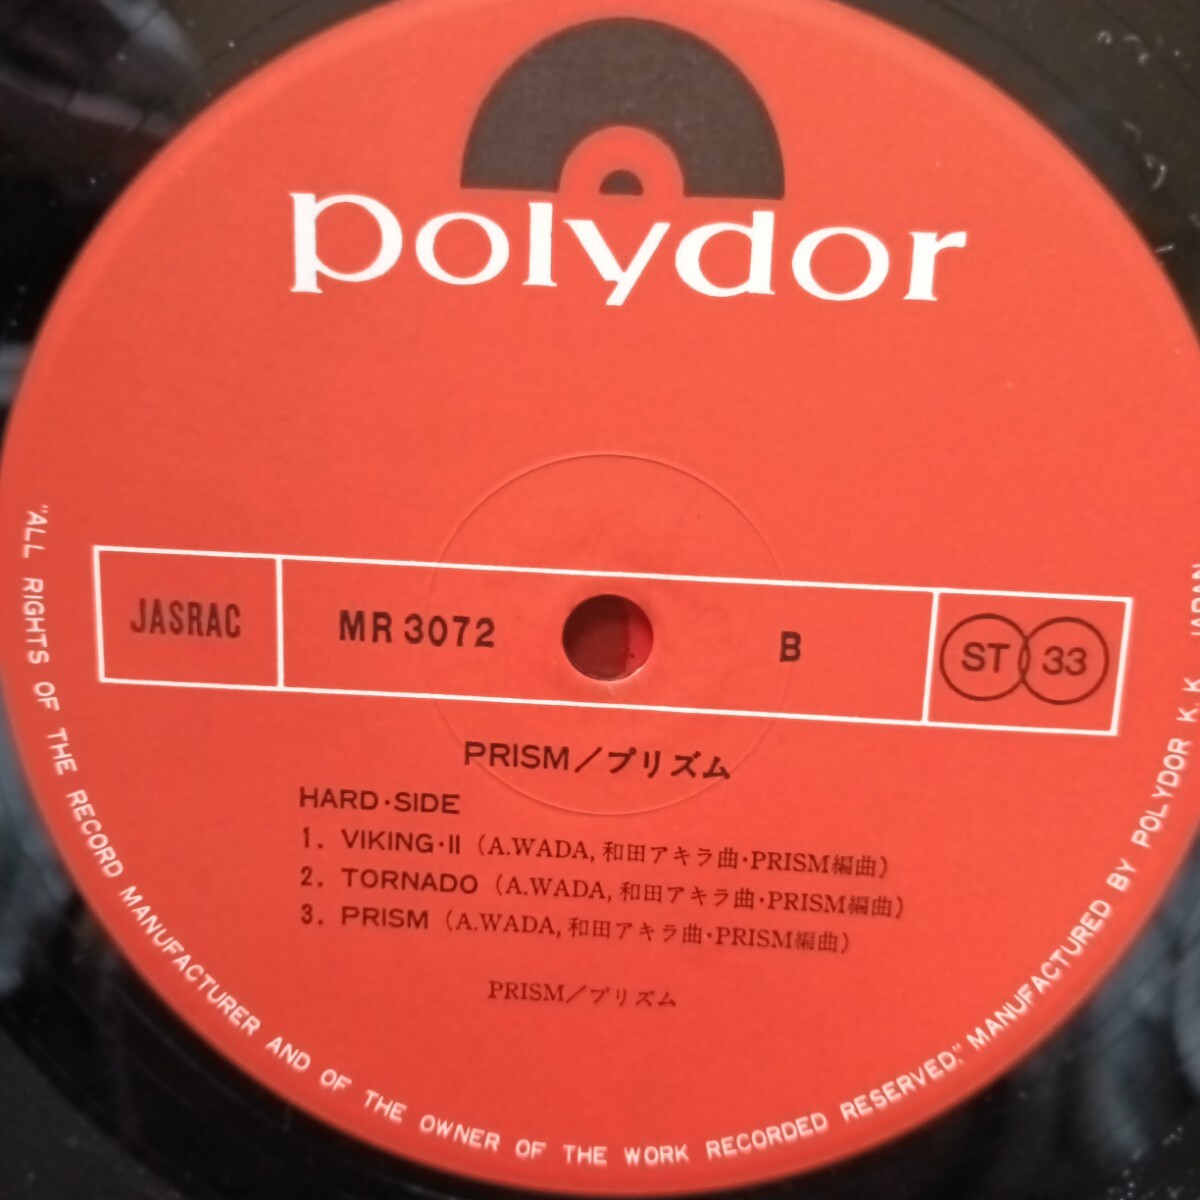 polydor
JASRAC
MR 3072
B
ST 33
PRISM／プリズム
HARD・SIDE
1. VIKING・II (A.WADA, 和田アキラ曲・PRISM編曲)
2. TORNADO (A.WADA, 和田アキラ曲・PRISM編曲)
3. PRISM (A.WADA, 和田アキラ曲・PRISM編曲)
PRISM／プリズム
"ALL RIGHTS OF THE RECORD MANUFACTURER AND OF THE OWNER OF THE WORK RECORDED RESERVED," MANUFACTURED BY POLYDOR K. K. JAPAN